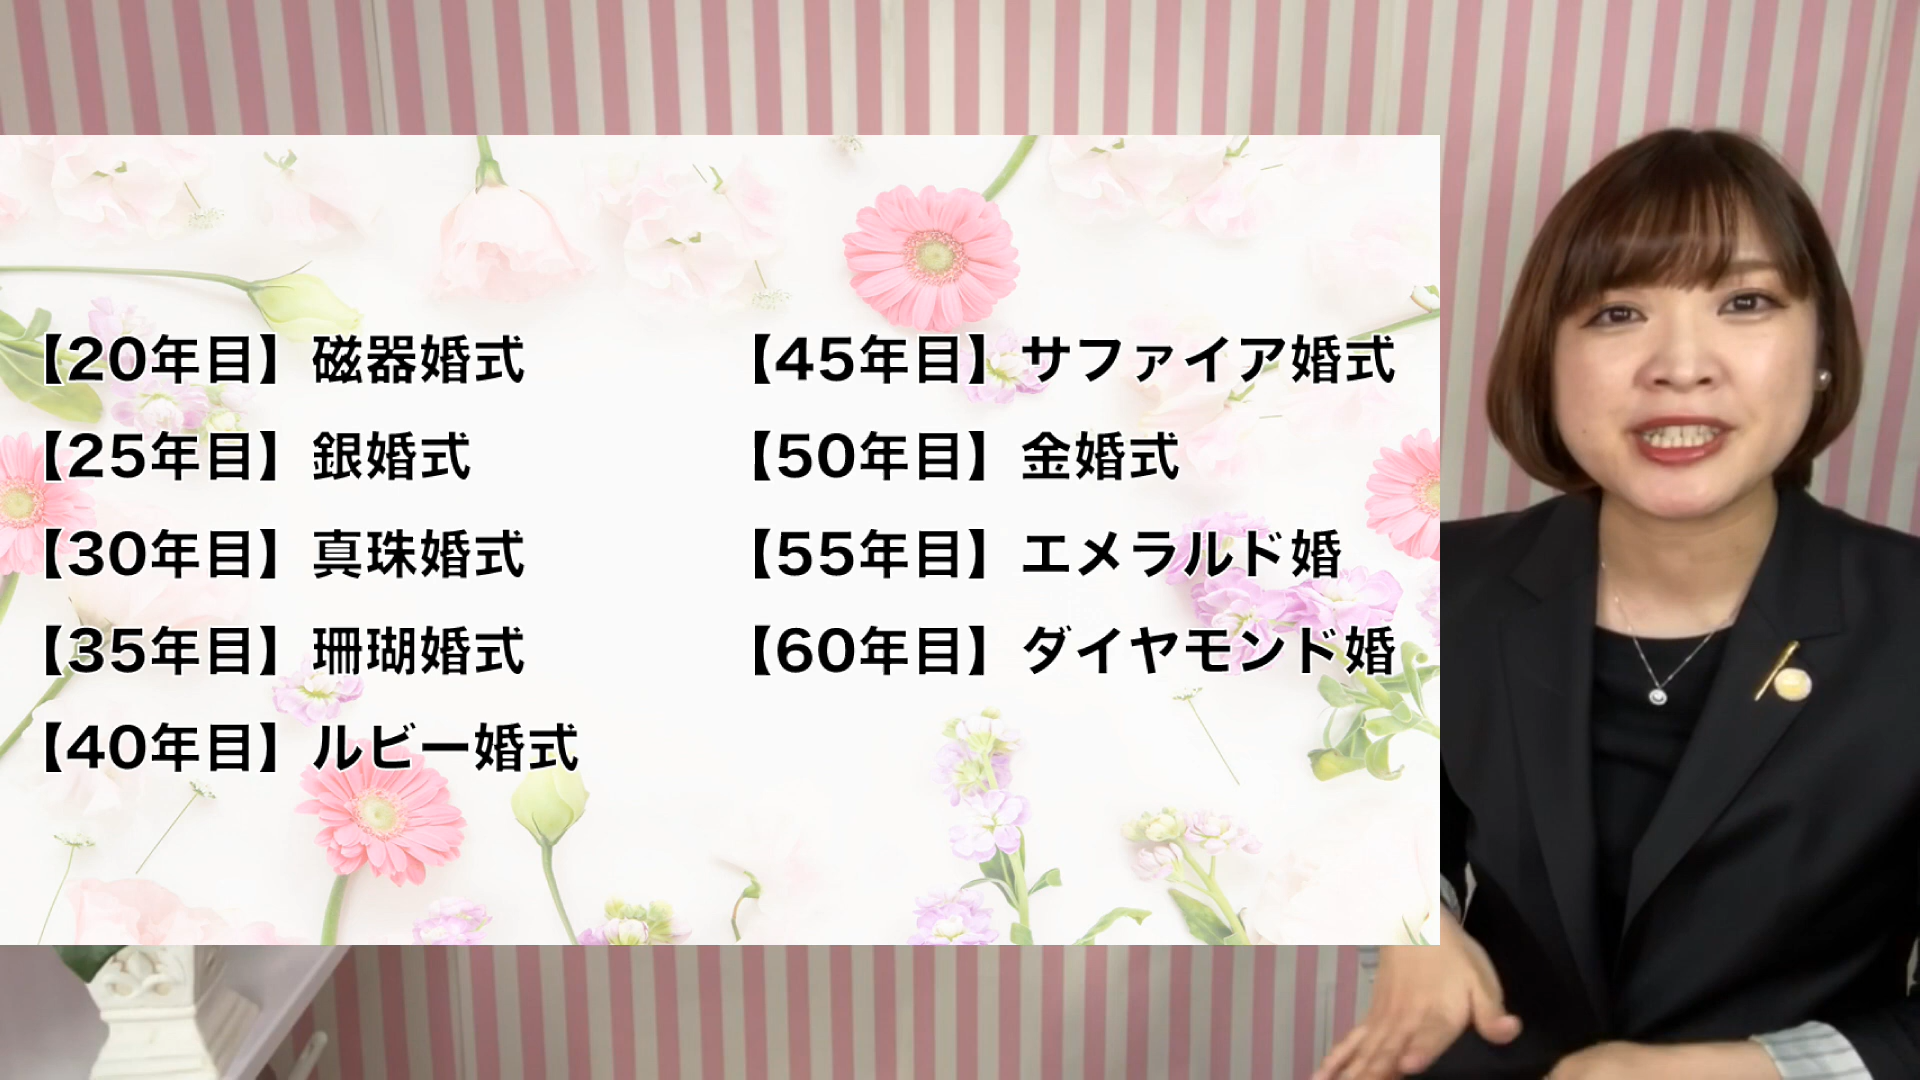 【20年目】磁器婚式
【25年目】銀婚式
【30年目】真珠婚式
【35年目】珊瑚婚式
【40年目】ルビー婚式
【45年目】サファイア婚式
【50年目】金婚式
【55年目】エメラルド婚
【60年目】ダイヤモンド婚